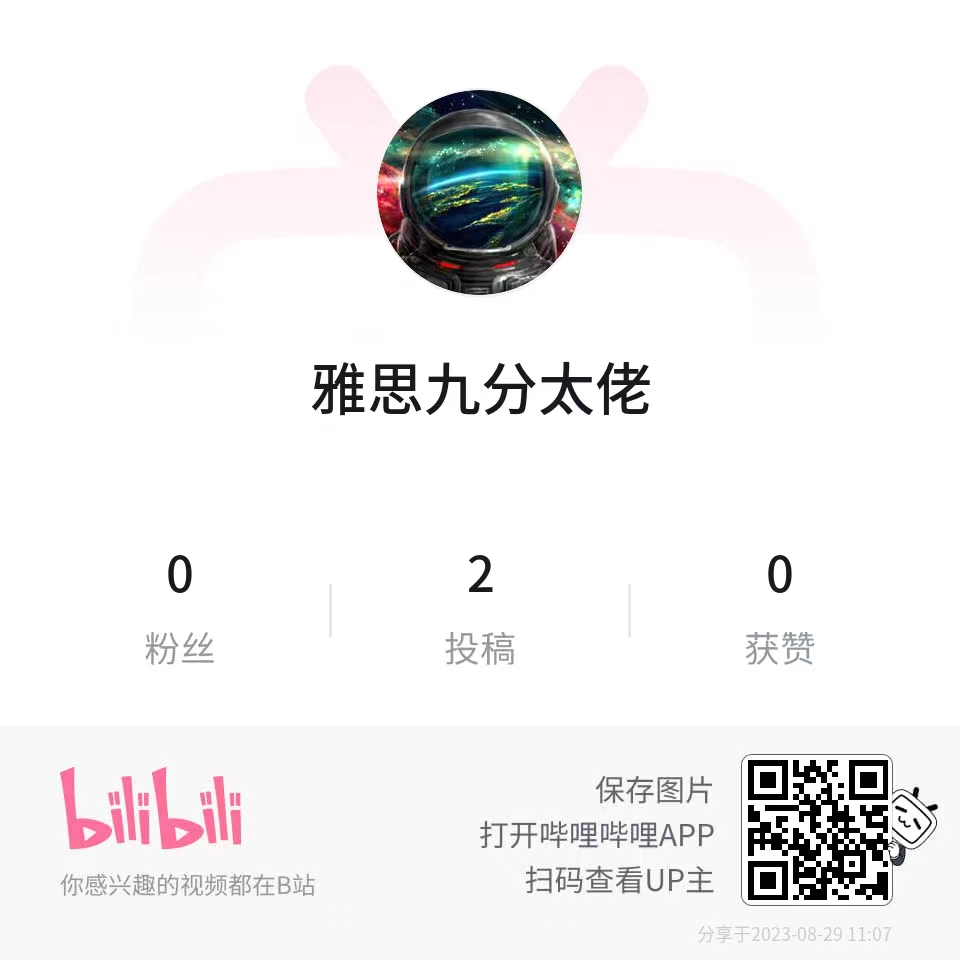 雅思九分太佬
0
2
0
粉丝
投稿
获赞
bilibili
你感兴趣的视频都在B站
保存图片
打开哔哩哔哩APP
扫码查看UP主
分享于2023-08-29 11:07